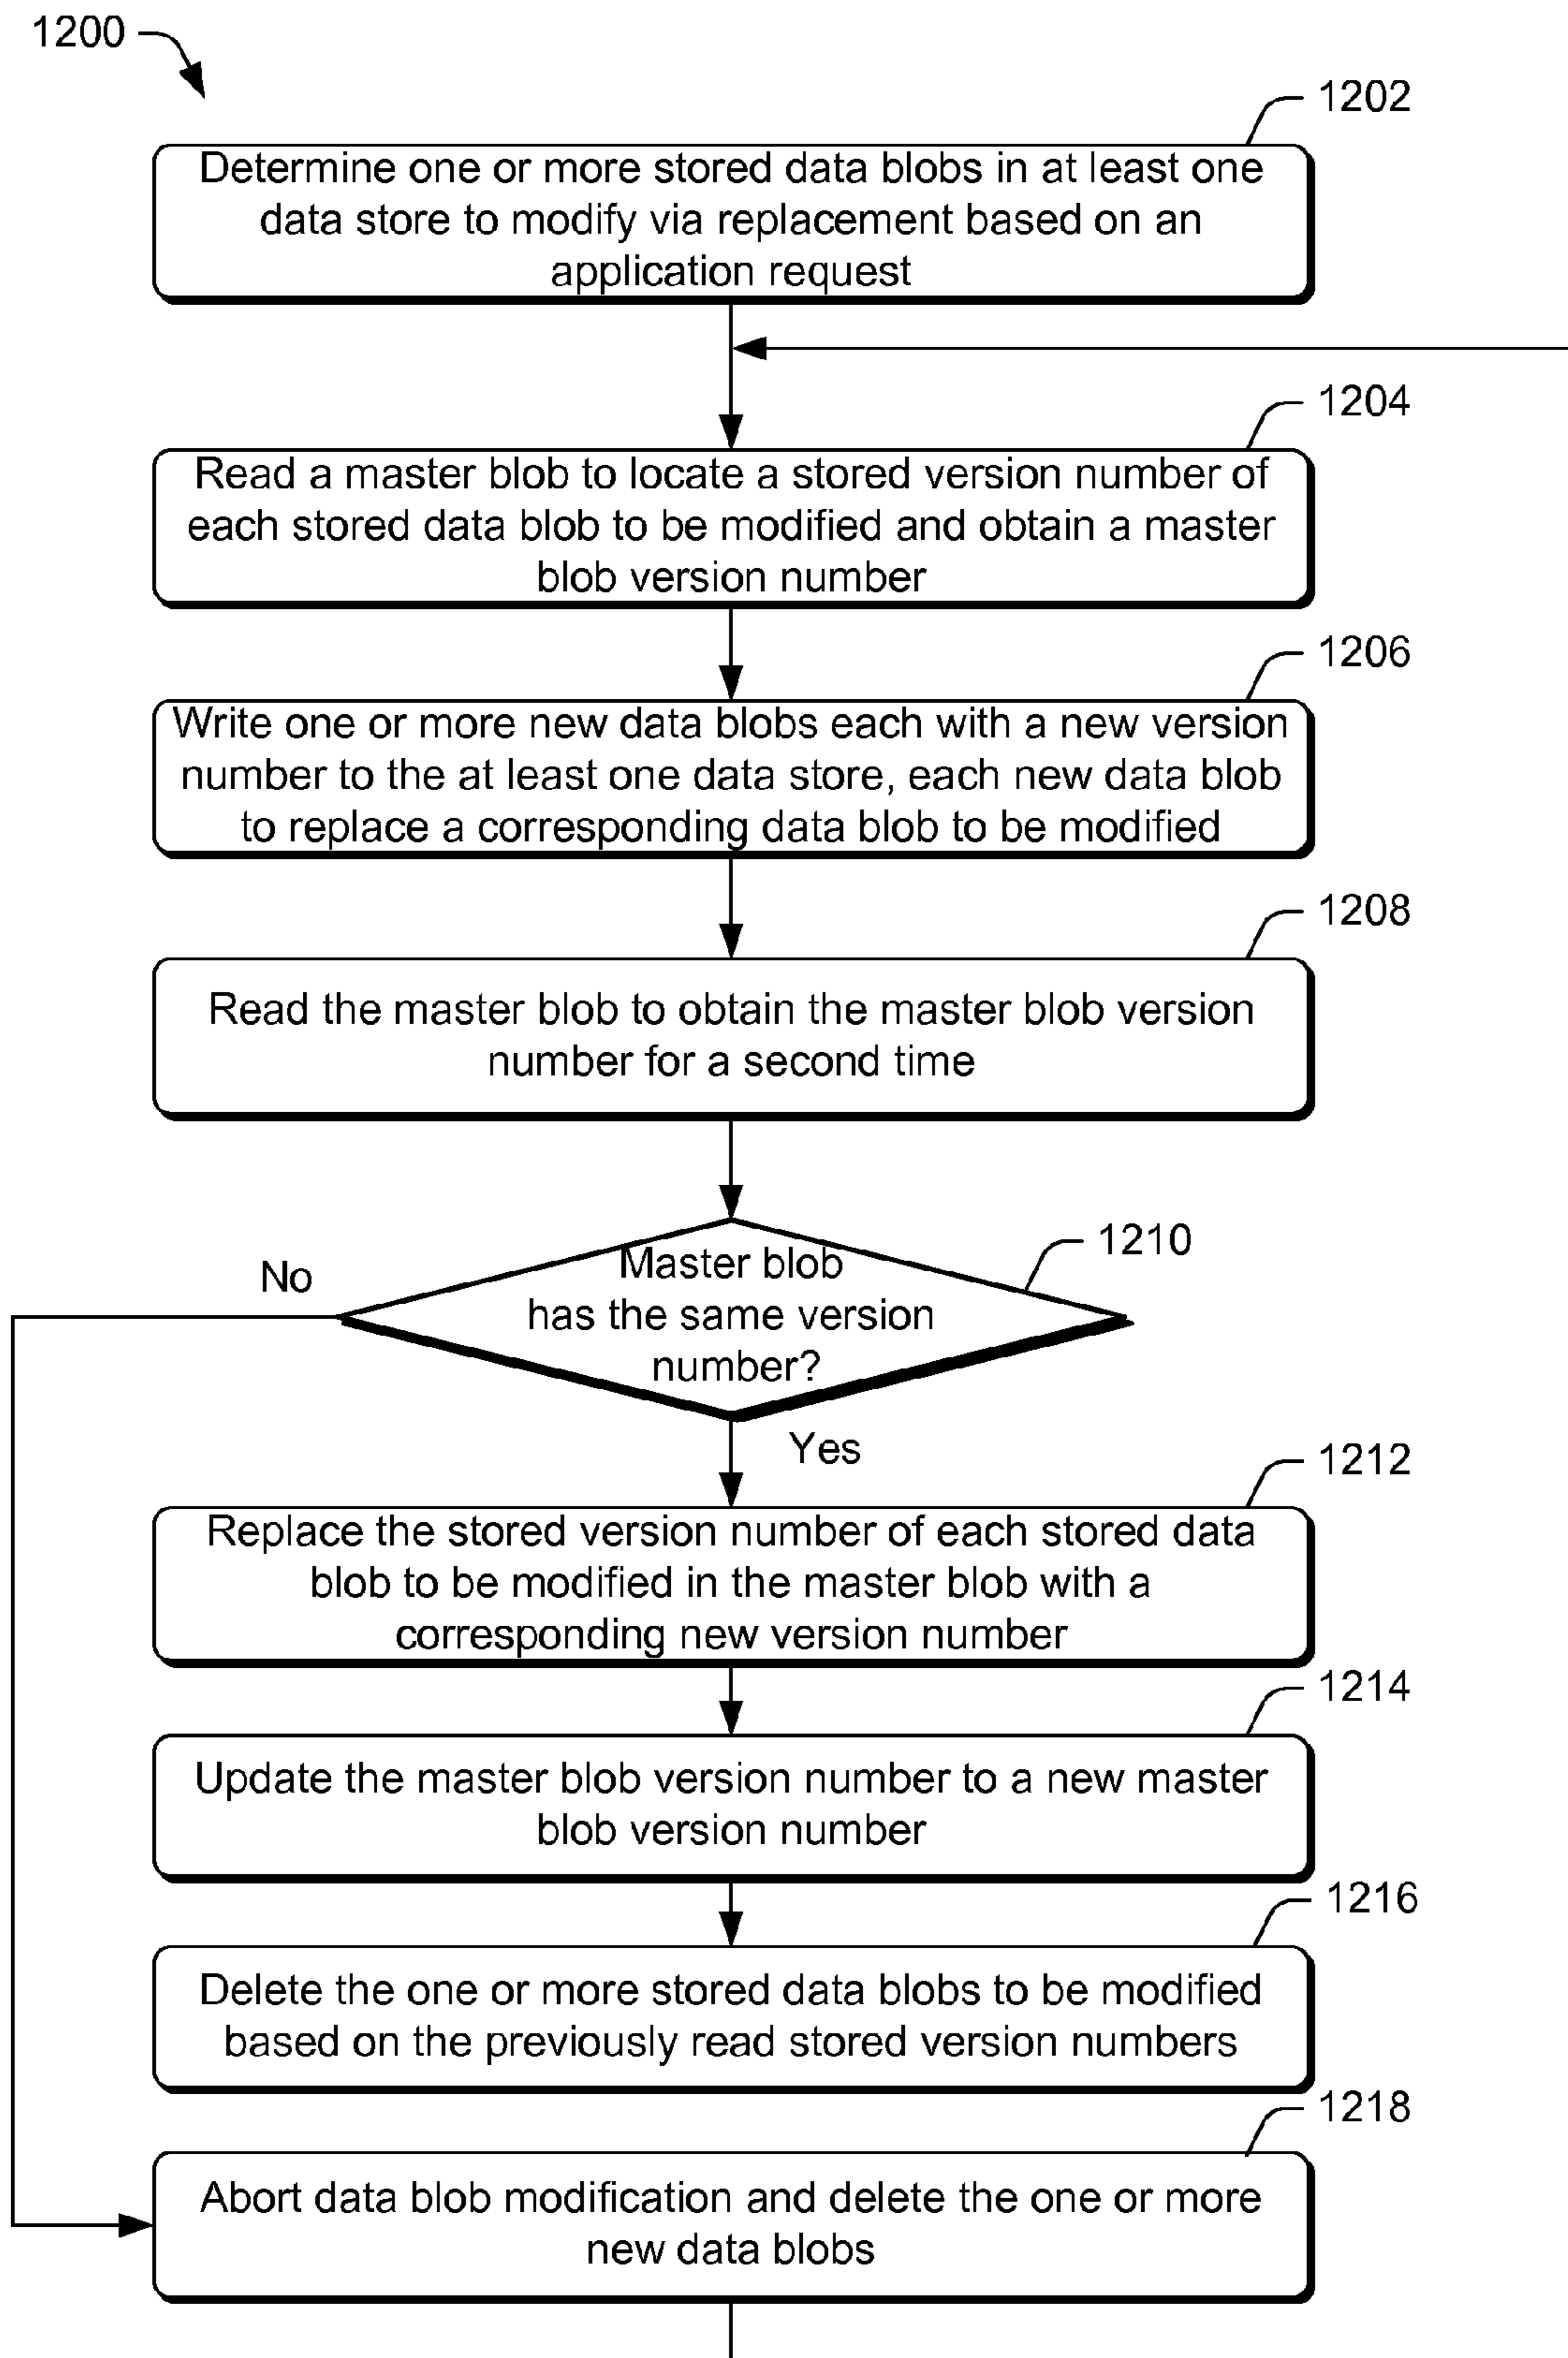 1200
1202
Determine one or more stored data blobs in at least one
data store to modify via replacement based on an
application request
1204
Read a master blob to locate a stored version number of
each stored data blob to be modified and obtain a master
blob version number
1206
Write one or more new data blobs each with a new version
number to the at least one data store, each new data blob
to replace a corresponding data blob to be modified
1208
Read the master blob to obtain the master blob version
number for a second time
1210
No
Master blob
has the same version
number?
Yes
1212
Replace the stored version number of each stored data
blob to be modified in the master blob with a
corresponding new version number
1214
Update the master blob version number to a new master
blob version number
1216
Delete the one or more stored data blobs to be modified
based on the previously read stored version numbers
1218
Abort data blob modification and delete the one or more
new data blobs